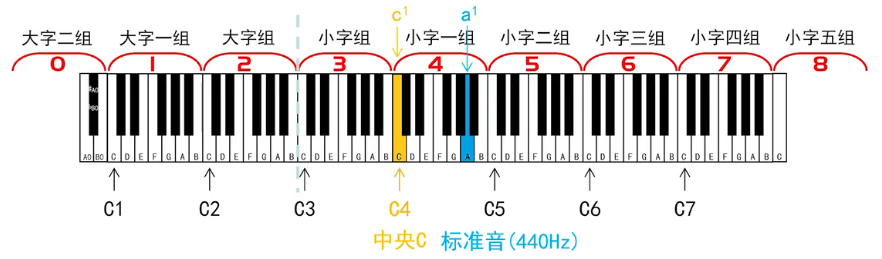 c¹ a¹
大字二组 大字一组 大字组 小字组 小字一组 小字二组 小字三组 小字四组 小字五组
0 1 2 3 4 5 6 7 8
#A0
bB0
A0 B0 C D E F G A B C D E F G A B C D E F G A B C D E F G A B C D E F G A B C D E F G A B C D E F G A B C
C1 C2 C3 C4 C5 C6 C7
中央C 标准音(440Hz)